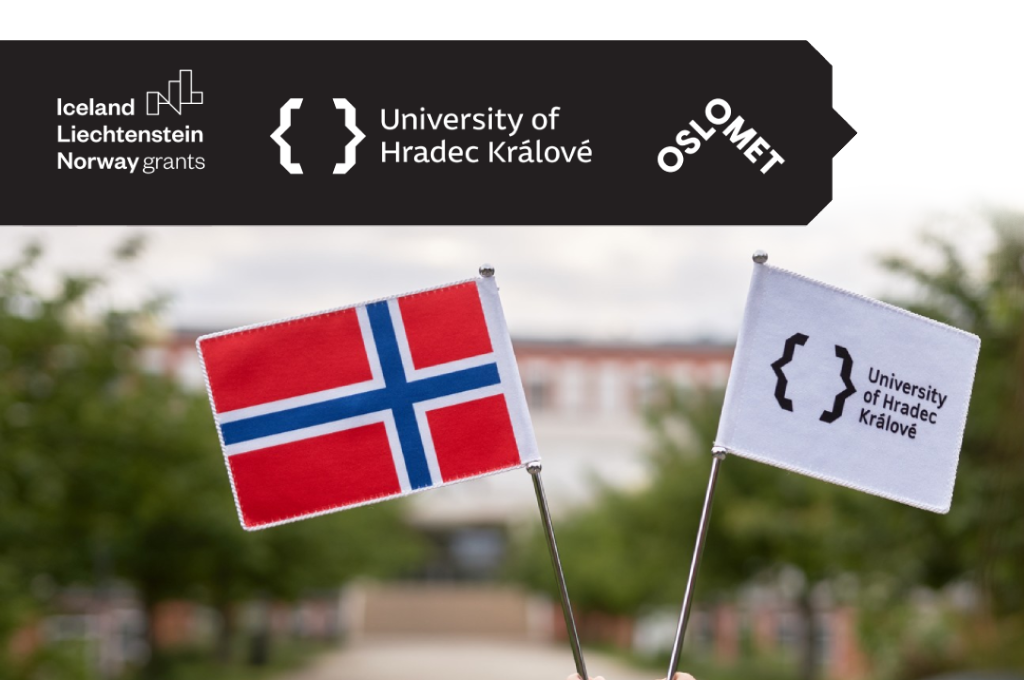 Iceland
Liechtenstein
Norway grants
University of
Hradec Králové
OSLOMET
University
of Hradec
Králové